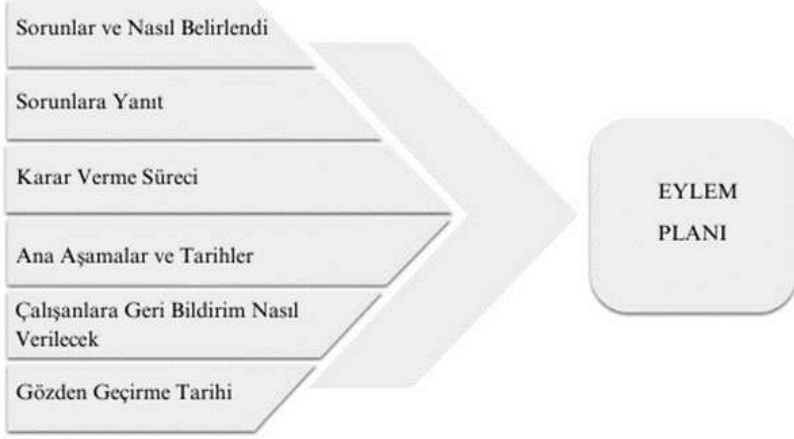 Sorunlar ve Nasıl Belirlendi
Sorunlara Yanıt
Karar Verme Süreci
Ana Aşamalar ve Tarihler
Çalışanlara Geri Bildirim Nasıl
Verilecek
Gözden Geçirme Tarihi
EYLEM
PLANI